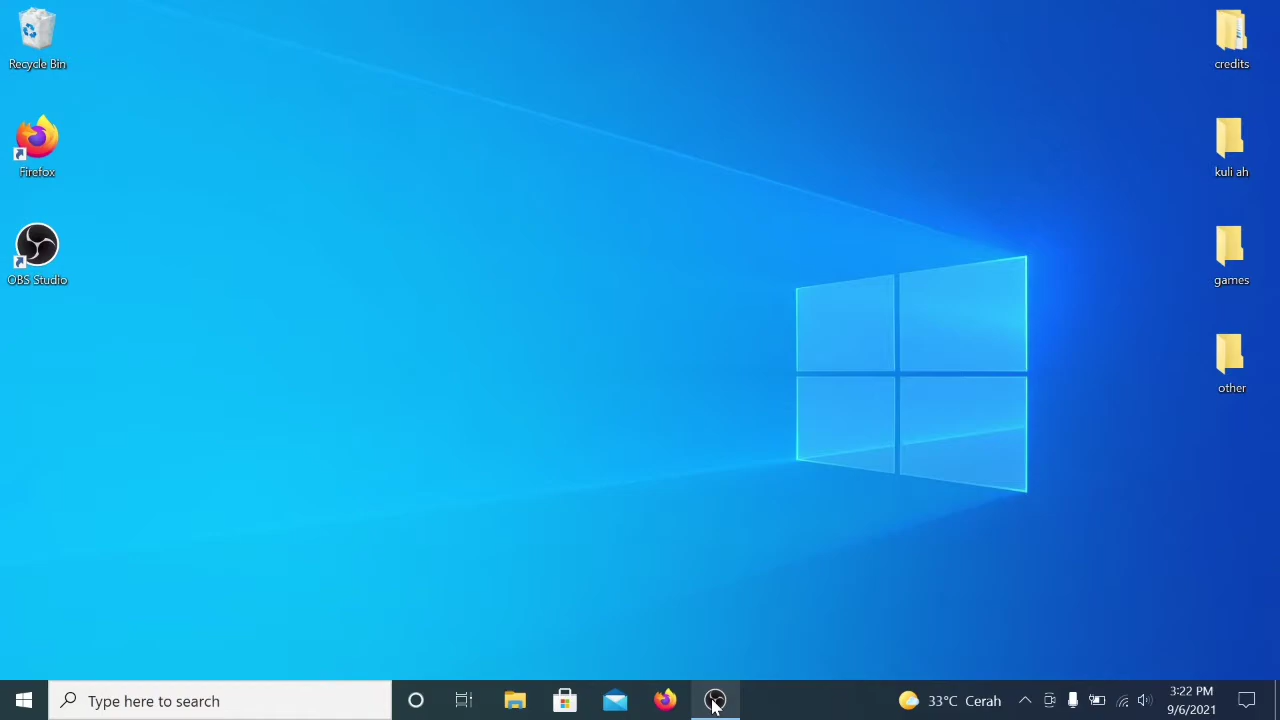 Recycle Bin
Firefox
OBS Studio
credits
kuli ah
games
other
Type here to search
33°C Cerah
3:22 PM
9/6/2021